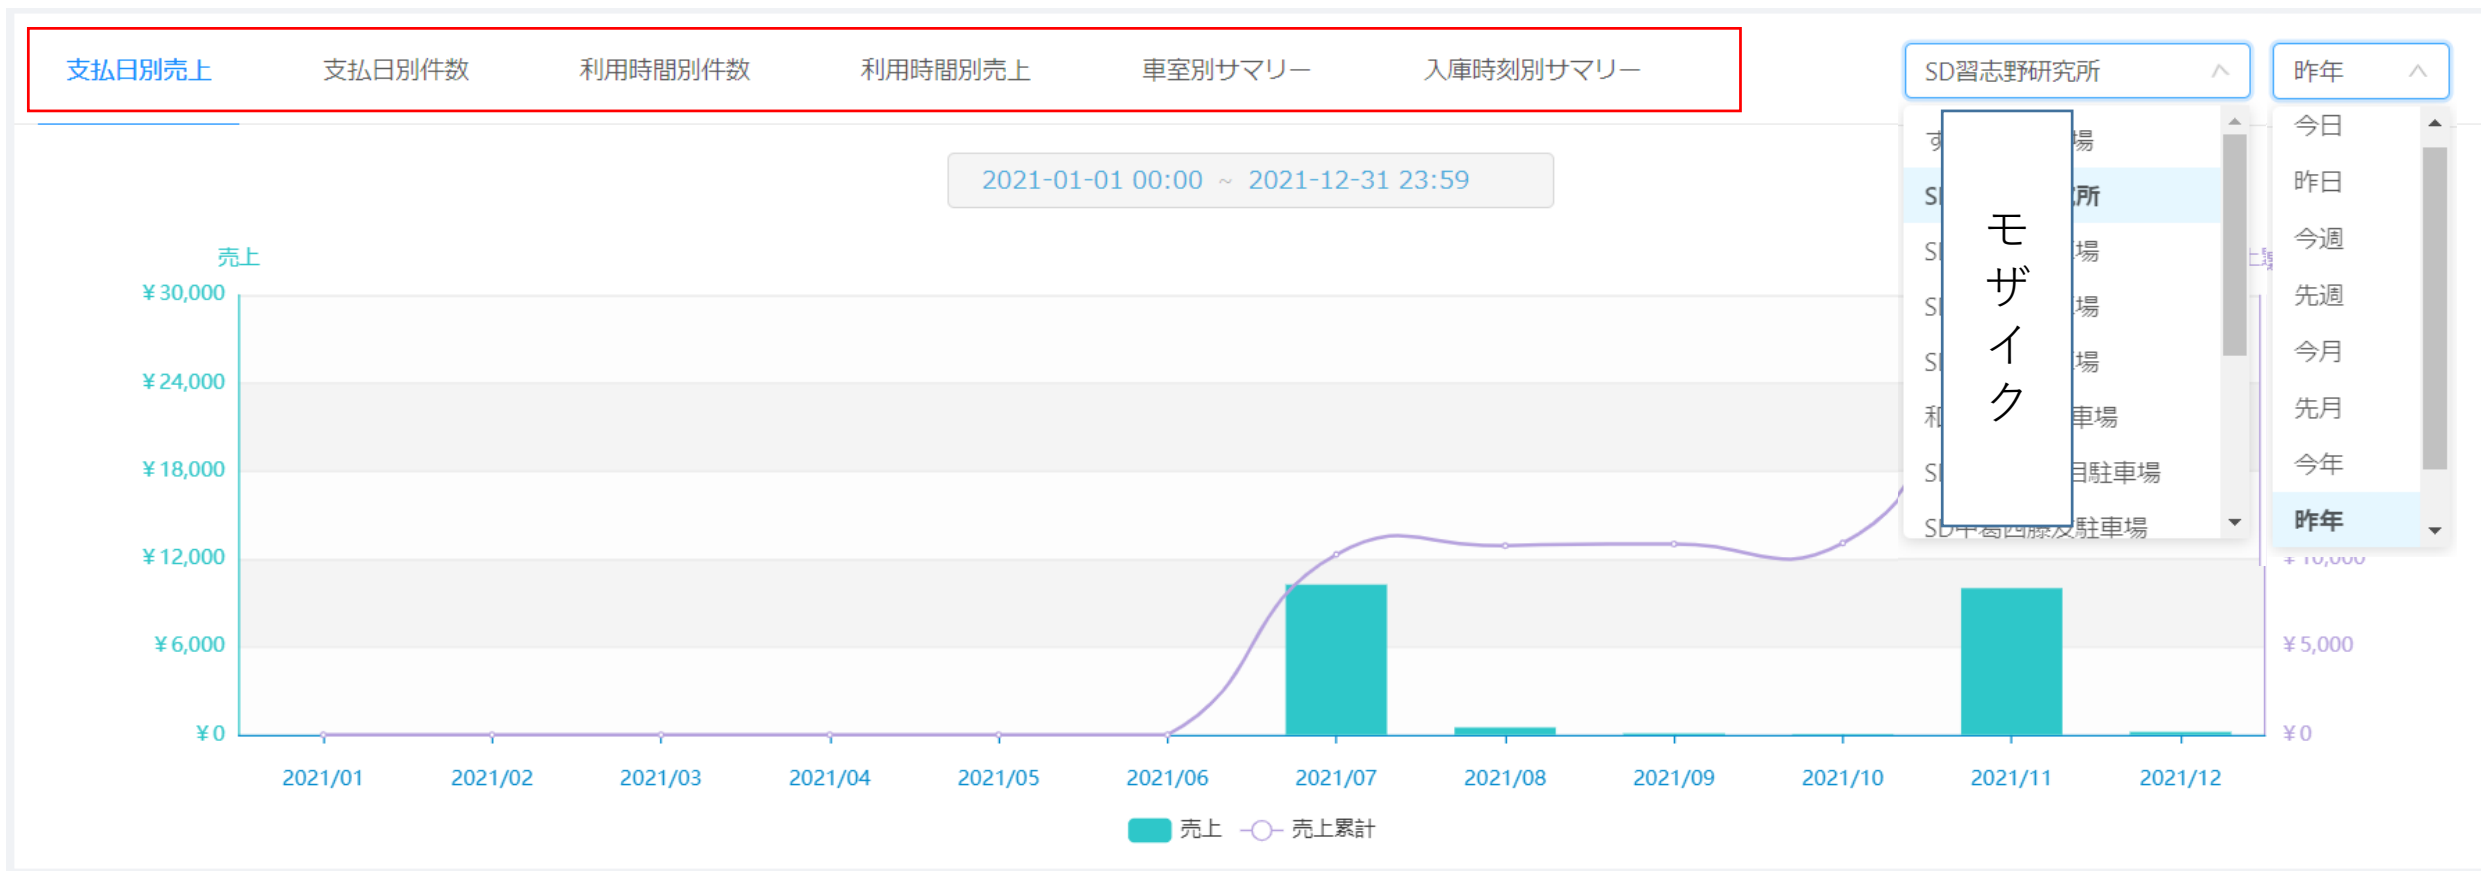 支払日別売上 支払日別件数 利用時間別件数 利用時間別売上 車室別サマリー 入庫時刻別サマリー SD習志野研究所 昨年
2021-01-01 00:00 ~ 2021-12-31 23:59
モザイク
す 場
SD 所
場
場
場
和 車場
目駐車場
駐車場
今日
昨日
今週
先週
今月
先月
今年
昨年
売上
¥30,000
¥24,000
¥18,000
¥12,000
¥6,000
¥0
¥10,000
¥5,000
¥0
2021/01 2021/02 2021/03 2021/04 2021/05 2021/06 2021/07 2021/08 2021/09 2021/10 2021/11 2021/12
売上 売上累計